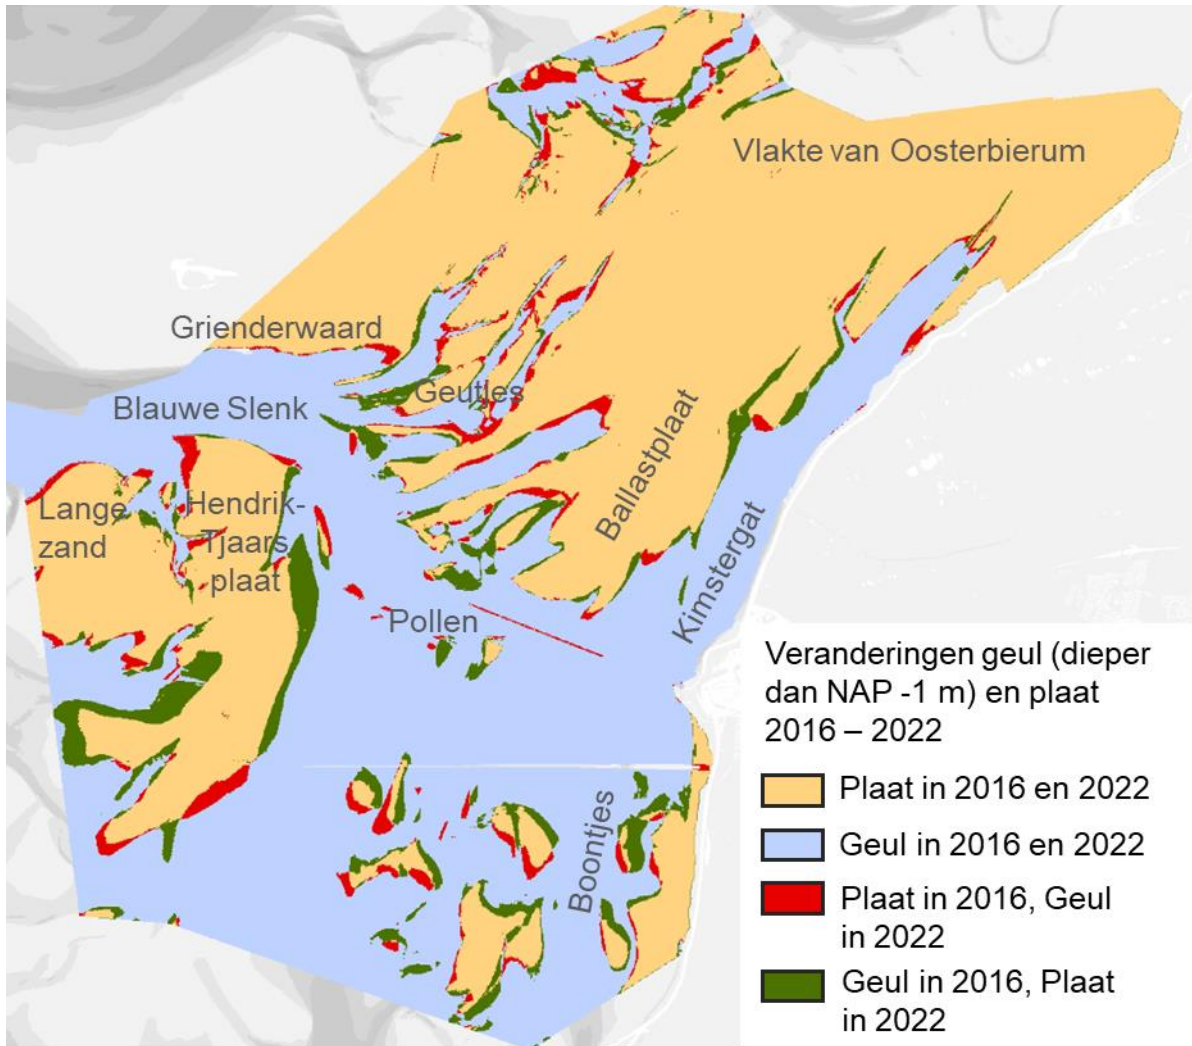 Vlakte van Oosterbierum
Grienderwaard
Geutjes
Blauwe Slenk
Ballastplaat
Lange
zand
Hendrik-
Tjaars
plaat
Kimstergat
Pollen
Boontjes
Veranderingen geul (dieper
dan NAP -1 m) en plaat
2016 – 2022
Plaat in 2016 en 2022
Geul in 2016 en 2022
Plaat in 2016, Geul
in 2022
Geul in 2016, Plaat
in 2022